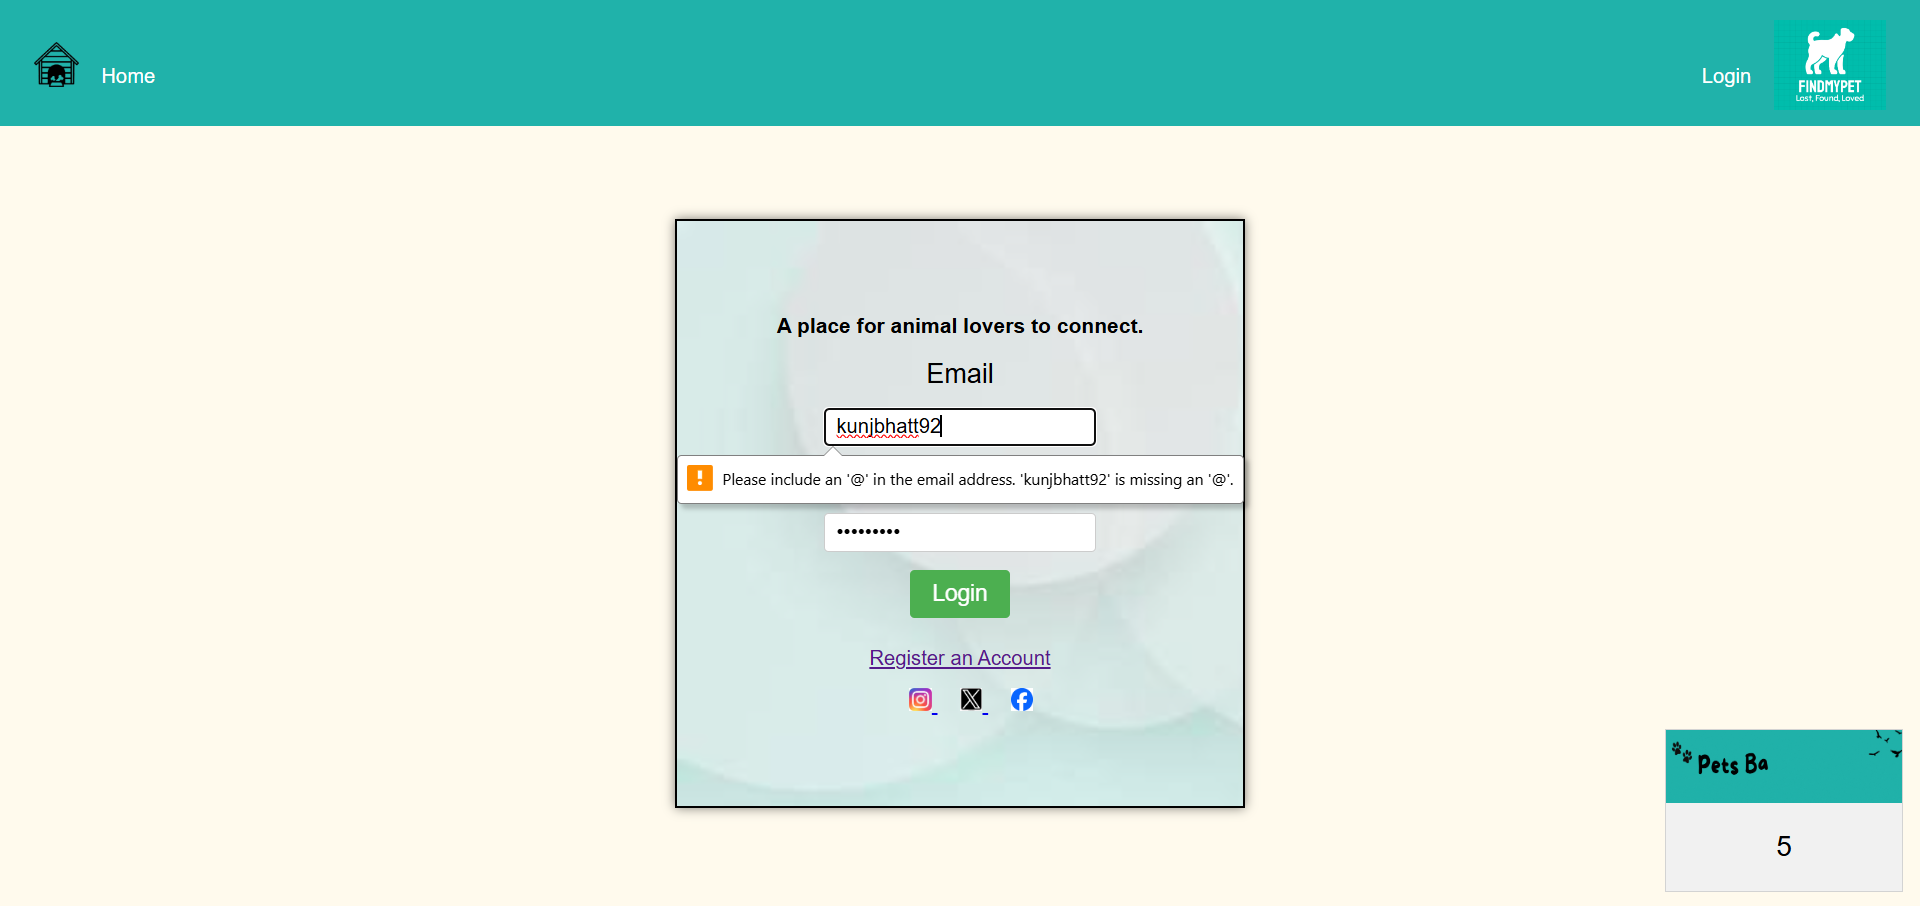 Home
Login
FINDMYPET
Lost, Found, Loved
A place for animal lovers to connect.
Email
kunjbhatt92
! Please include an '@' in the email address. 'kunjbhatt92' is missing an '@'.
•••••••••
Login
Register an Account
Pets Ba
5